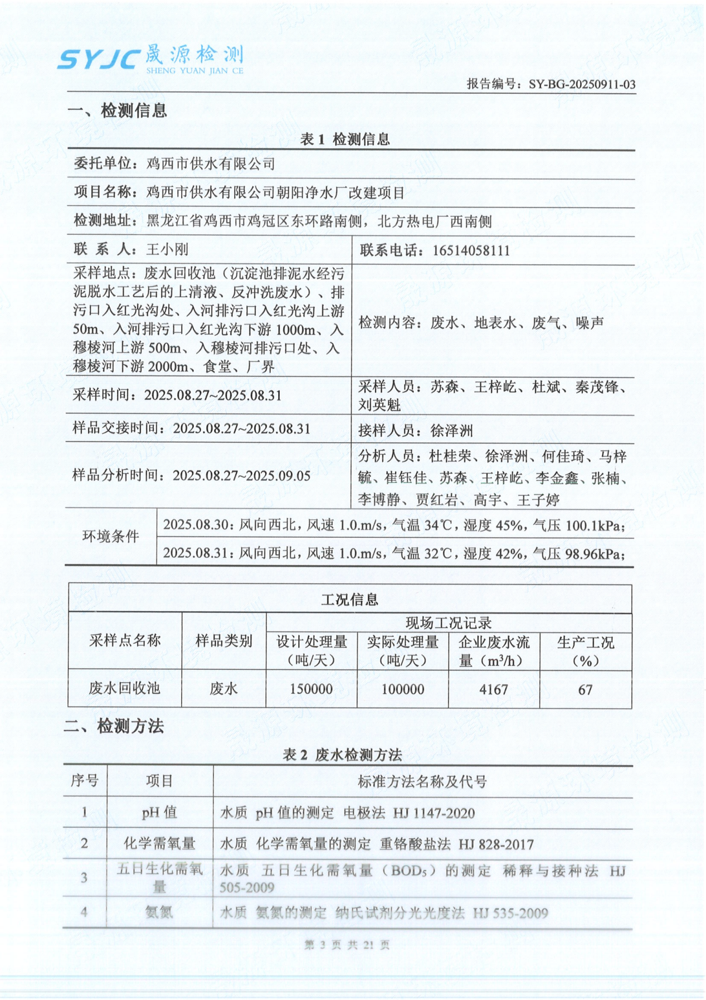 SYJC 晟源检测
SHENG YUAN JIAN CE
报告编号：SY-BG-20250911-03
一、检测信息
表 1 检测信息
委托单位：鸡西市供水有限公司
项目名称：鸡西市供水有限公司朝阳净水厂改建项目
检测地址：黑龙江省鸡西市鸡冠区东环路南侧，北方热电厂西南侧
联 系 人：王小刚
联系电话：16514058111
采样地点：废水回收池（沉淀池排泥水经污
泥脱水工艺后的上清液、反冲洗废水）、排
污口入红光沟处、入河排污口入红光沟上游
50m、入河排污口入红光沟下游 1000m、入
穆棱河上游 500m、入穆棱河排污口处、入
穆棱河下游 2000m、食堂、厂界
检测内容：废水、地表水、废气、噪声
采样时间：2025.08.27~2025.08.31
采样人员：苏森、王梓屹、杜斌、秦茂锋、
刘英魁
样品交接时间：2025.08.27~2025.08.31
接样人员：徐泽洲
样品分析时间：2025.08.27~2025.09.05
分析人员：杜桂荣、徐泽洲、何佳琦、马梓
毓、崔钰佳、苏森、王梓屹、李金鑫、张楠、
李博静、贾红岩、高宇、王子婷
环境条件
2025.08.30：风向西北，风速 1.0.m/s，气温 34℃，湿度 45%，气压 100.1kPa；
2025.08.31：风向西北，风速 1.0.m/s，气温 32℃，湿度 42%，气压 98.96kPa；
工况信息
采样点名称 样品类别 现场工况记录
设计处理量 实际处理量 企业废水流 生产工况
（吨/天） （吨/天） 量（m³/h） （%）
废水回收池 废水 150000 100000 4167 67
二、检测方法
表 2 废水检测方法
序号 项目 标准方法名称及代号
1 pH 值 水质 pH 值的测定 电极法 HJ 1147-2020
2 化学需氧量 水质 化学需氧量的测定 重铬酸盐法 HJ 828-2017
3 五日生化需氧 水质 五日生化需氧量（BOD₅）的测定 稀释与接种法 HJ
量 505-2009
4 氨氮 水质 氨氮的测定 纳氏试剂分光光度法 HJ 535-2009
第 3 页 共 21 页